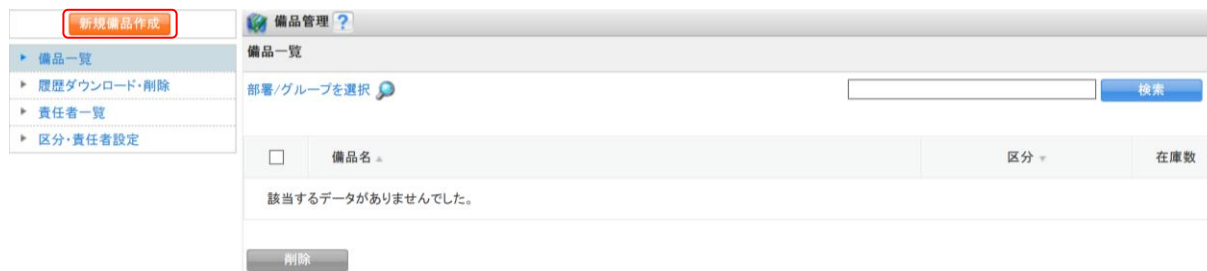 新規備品作成
備品一覧
履歴ダウンロード・削除
責任者一覧
区分・責任者設定
備品管理 ?
備品一覧
部署/グループを選択
検索
備品名 区分 在庫数
該当するデータがありませんでした。
削除